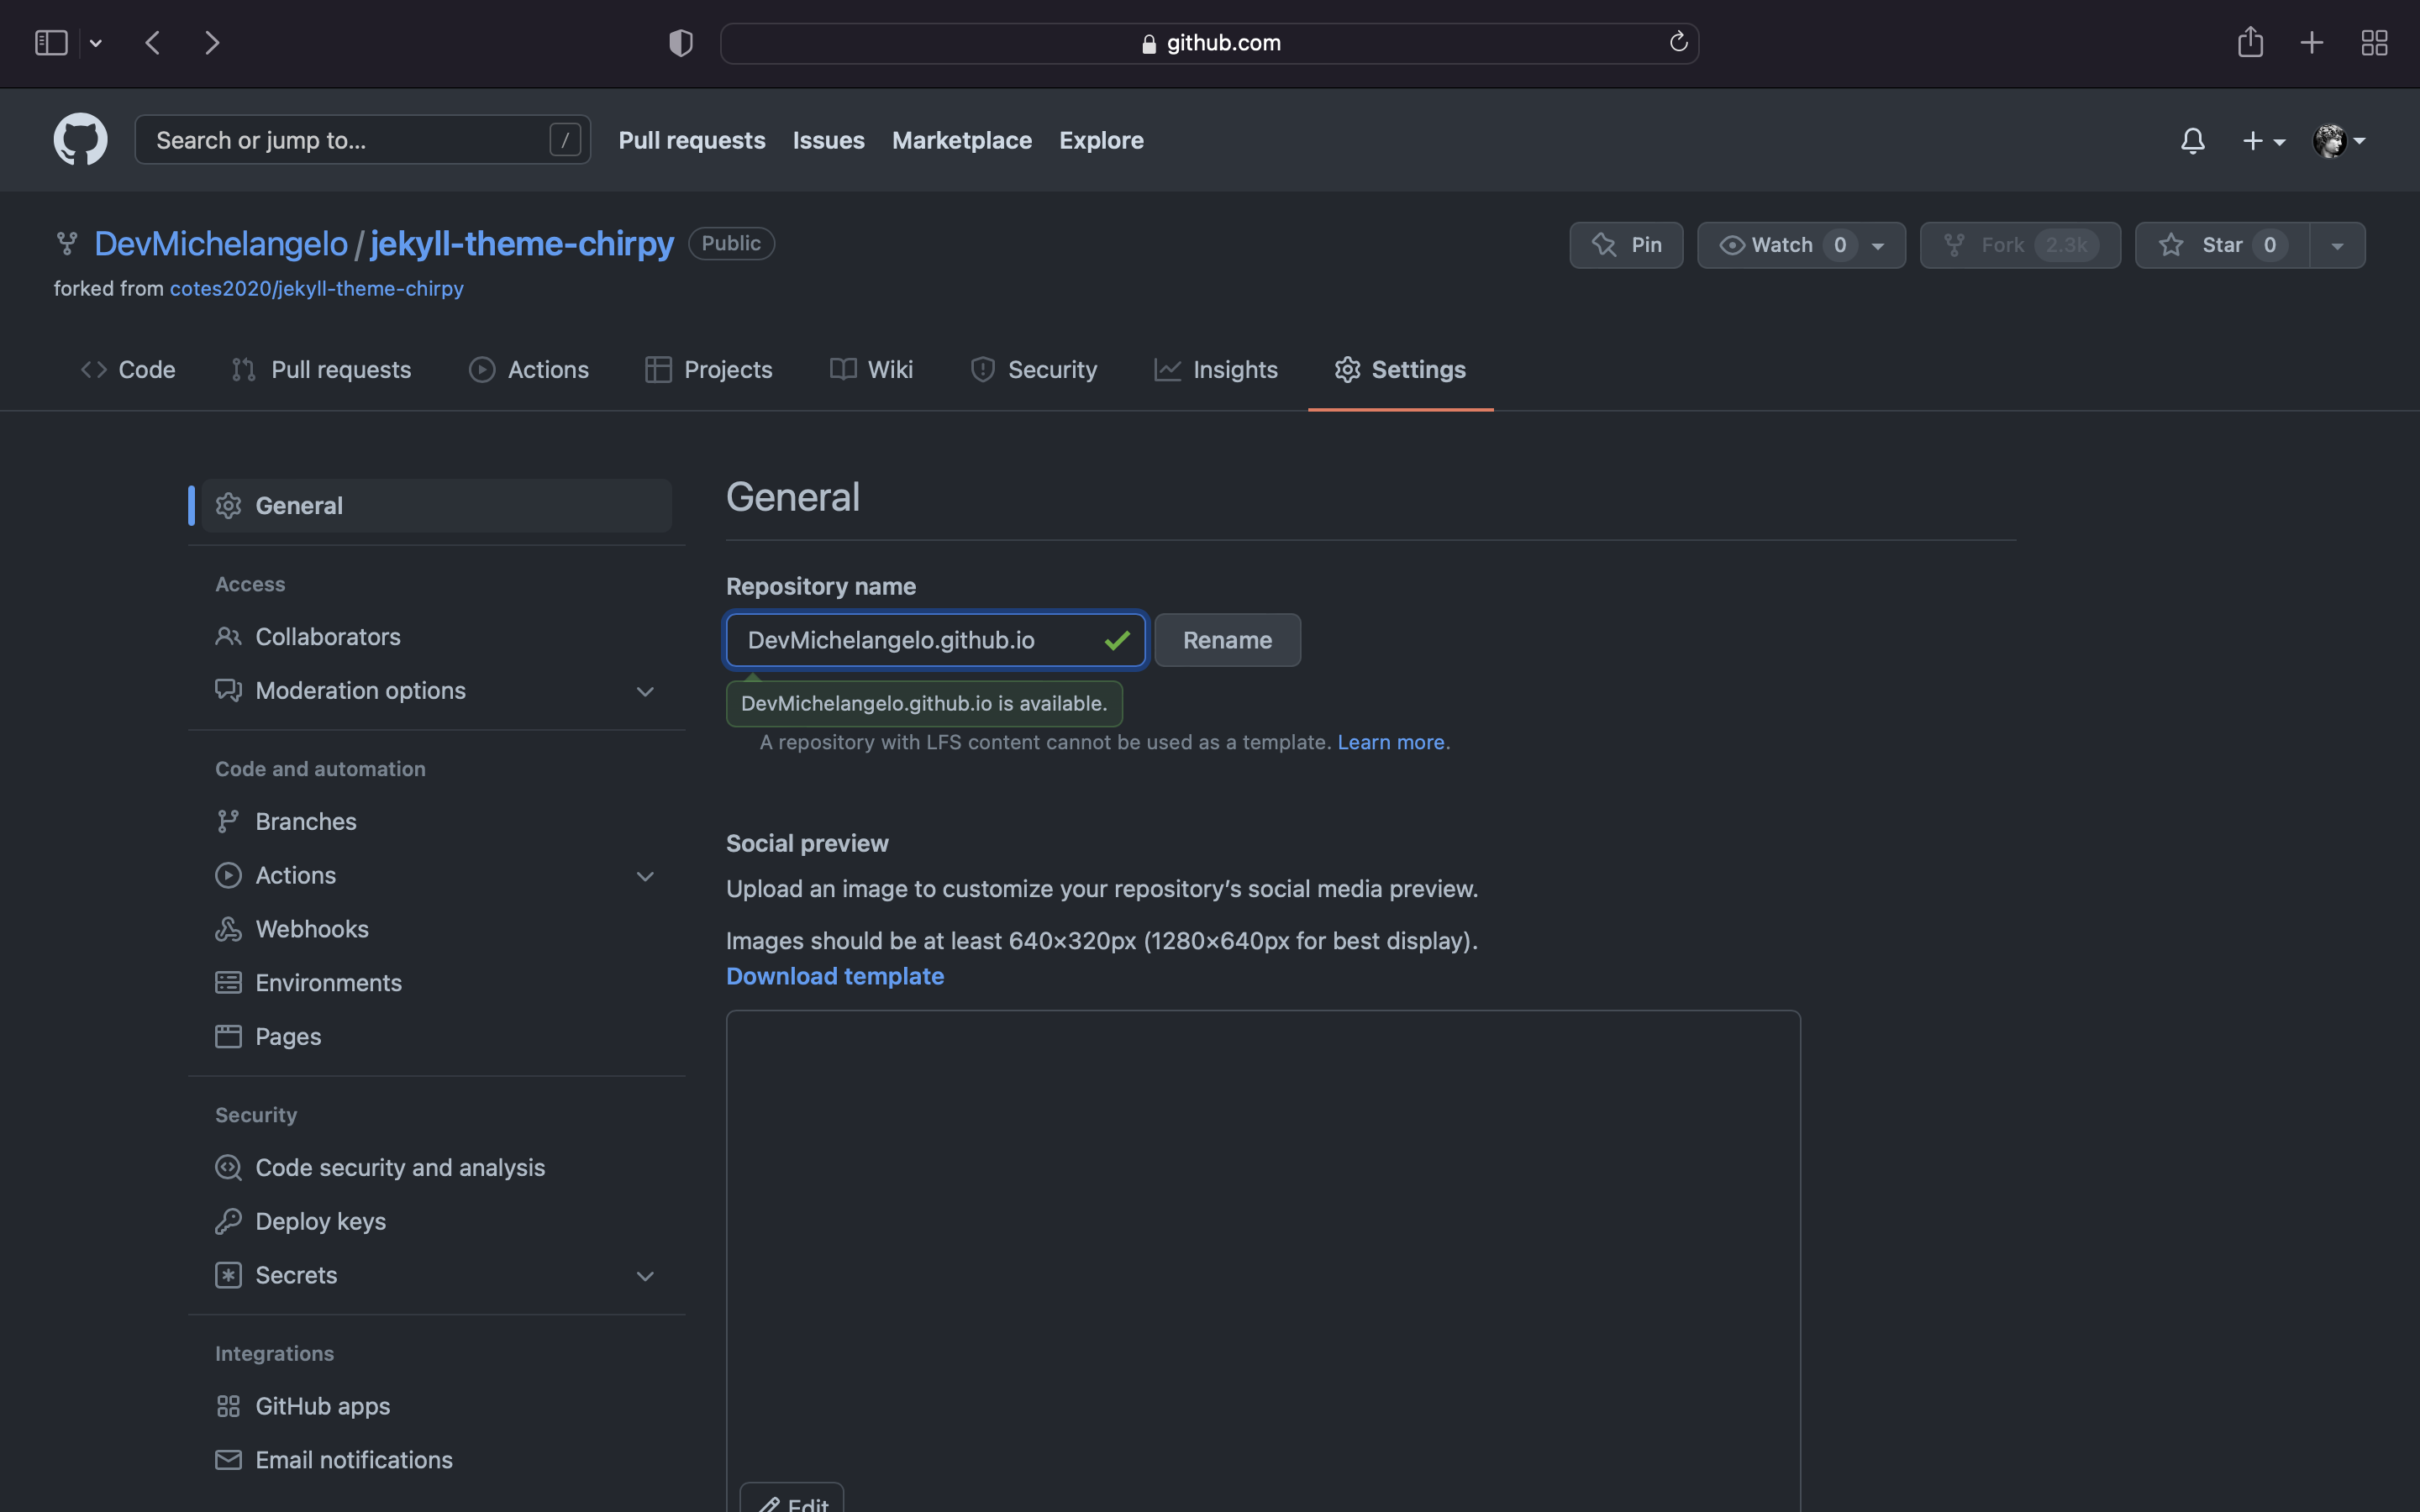 github.com
Search or jump to... /
Pull requests Issues Marketplace Explore
DevMichelangelo / jekyll-theme-chirpy Public
Pin Watch 0 Fork 2.3k Star 0
forked from cotes2020/jekyll-theme-chirpy
Code Pull requests Actions Projects Wiki Security Insights Settings
General
Access
Collaborators
Moderation options
Code and automation
Branches
Actions
Webhooks
Environments
Pages
Security
Code security and analysis
Deploy keys
Secrets
Integrations
GitHub apps
Email notifications
General
Repository name
DevMichelangelo.github.io Rename
DevMichelangelo.github.io is available.
A repository with LFS content cannot be used as a template. Learn more.
Social preview
Upload an image to customize your repository’s social media preview.
Images should be at least 640×320px (1280×640px for best display).
Download template
Edit